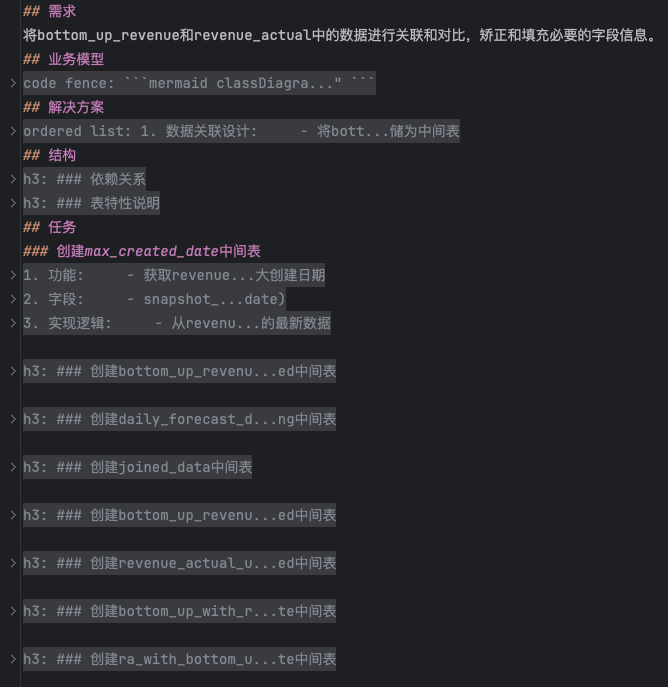 ## 需求
将bottom_up_revenue和revenue_actual中的数据进行关联和对比，矫正和填充必要的字段信息。
## 业务模型
code fence: ```mermaid classDiagra..." ```
## 解决方案
ordered list: 1. 数据关联设计: - 将bott...储为中间表
## 结构
h3: ### 依赖关系
h3: ### 表特性说明
## 任务
### 创建max_created_date中间表
1. 功能: - 获取revenue...大创建日期
2. 字段: - snapshot_...date)
3. 实现逻辑: - 从revenu...的最新数据
h3: ### 创建bottom_up_revenu...ed中间表
h3: ### 创建daily_forecast_d...ng中间表
h3: ### 创建joined_data中间表
h3: ### 创建bottom_up_revenu...ed中间表
h3: ### 创建revenue_actual_u...ed中间表
h3: ### 创建bottom_up_with_r...te中间表
h3: ### 创建ra_with_bottom_u...te中间表